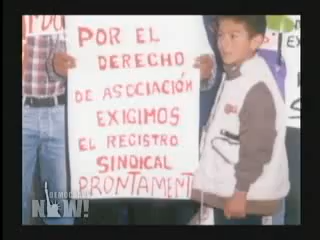 POR EL
DERECHO
DE ASOCIACIÓN
EXIGIMOS
EL REGISTRO
SINDICAL
PRONTAMENT
DEMOCRACY
NOW!